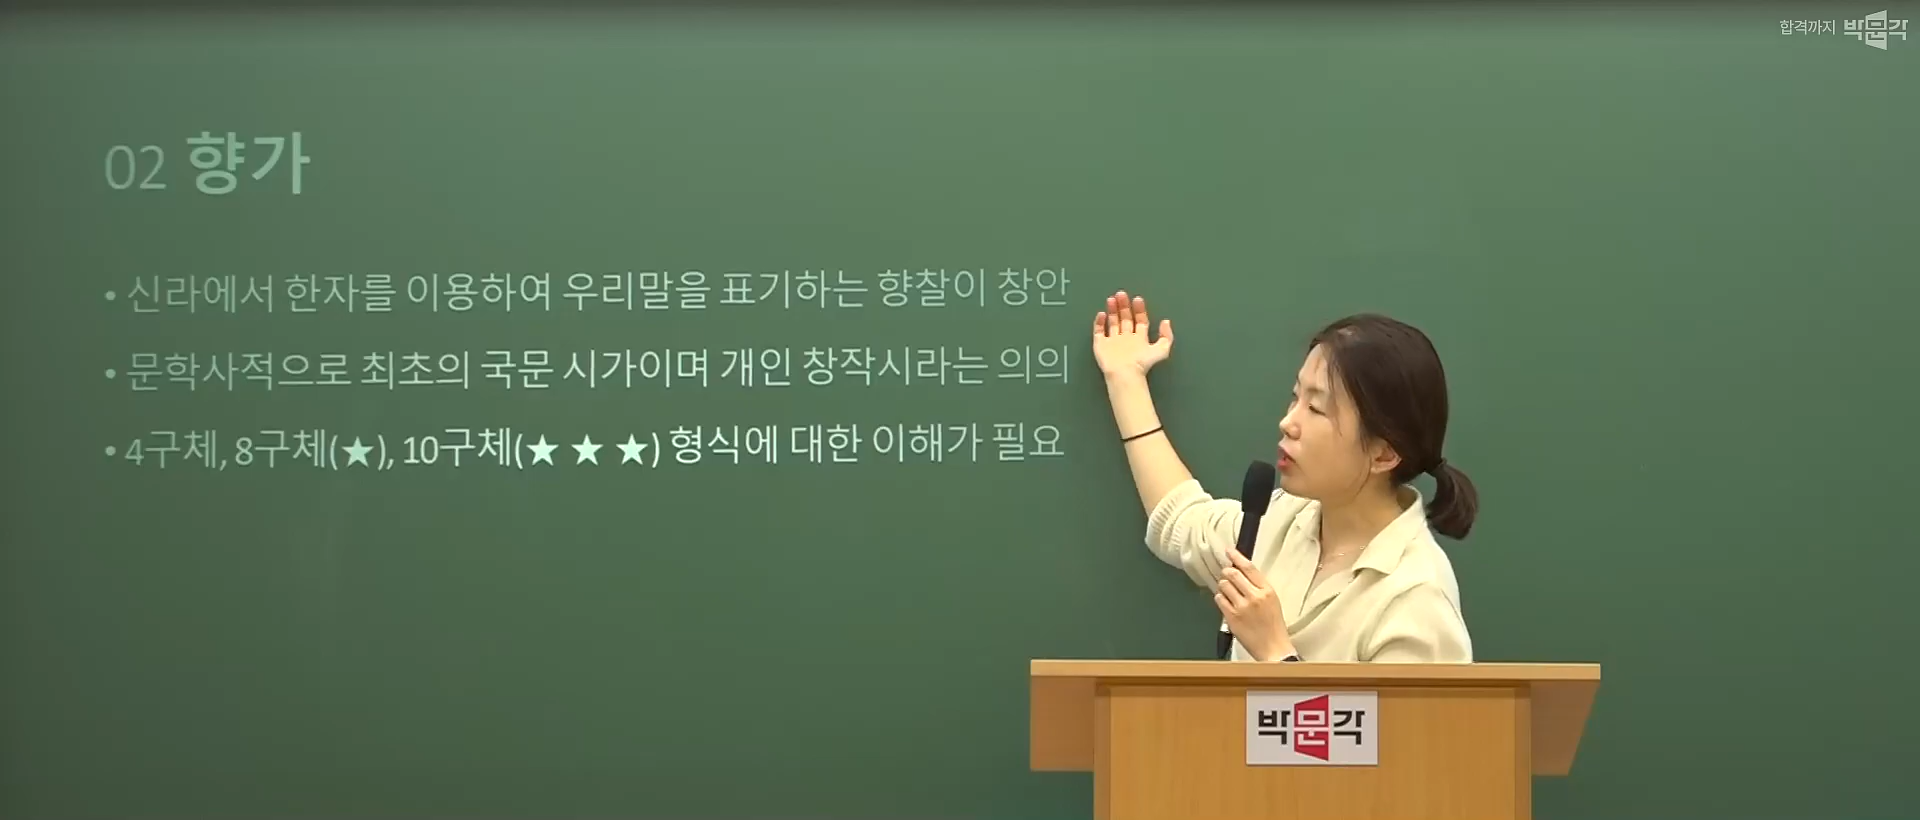 합격까지 박문각
02 향가
• 신라에서 한자를 이용하여 우리말을 표기하는 향찰이 창안
• 문학사적으로 최초의 국문 시가이며 개인 창작시라는 의의
• 4구체, 8구체(★), 10구체(★ ★ ★) 형식에 대한 이해가 필요
박문각